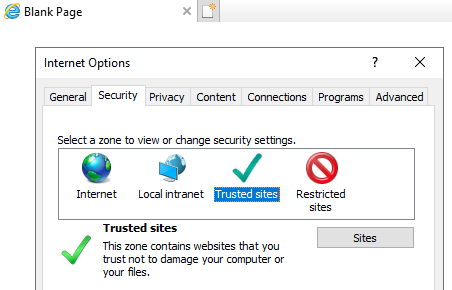 Blank Page
Internet Options
General Security Privacy Content Connections Programs Advanced
Select a zone to view or change security settings.
Internet Local intranet Trusted sites Restricted
sites
Trusted sites
This zone contains websites that you
trust not to damage your computer or
your files.
Sites